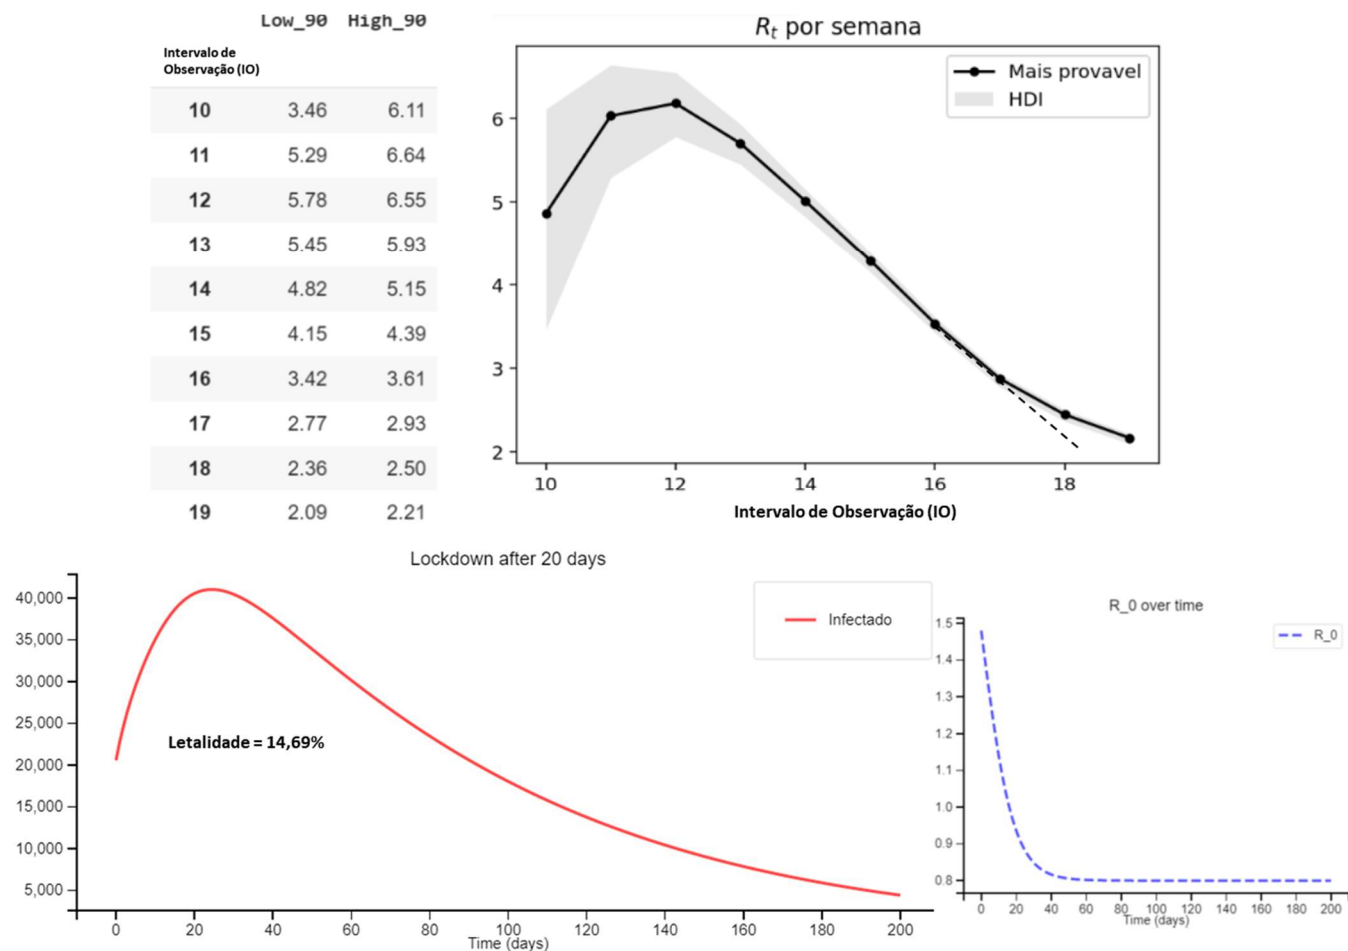 Low_90 High_90
Intervalo de
Observação (IO)
10 3.46 6.11
11 5.29 6.64
12 5.78 6.55
13 5.45 5.93
14 4.82 5.15
15 4.15 4.39
16 3.42 3.61
17 2.77 2.93
18 2.36 2.50
19 2.09 2.21
R_t por semana
Mais provavel
HDI
6
5
4
3
2
10 12 14 16 18
Intervalo de Observação (IO)
Lockdown after 20 days
Infectado
Letalidade = 14,69%
40,000
35,000
30,000
25,000
20,000
15,000
10,000
5,000
0 20 40 60 80 100 120 140 160 180 200
Time (days)
R_0 over time
R_0
1.5
1.4
1.3
1.2
1.1
1.0
0.9
0.8
0 20 40 60 80 100 120 140 160 180 200
Time (days)